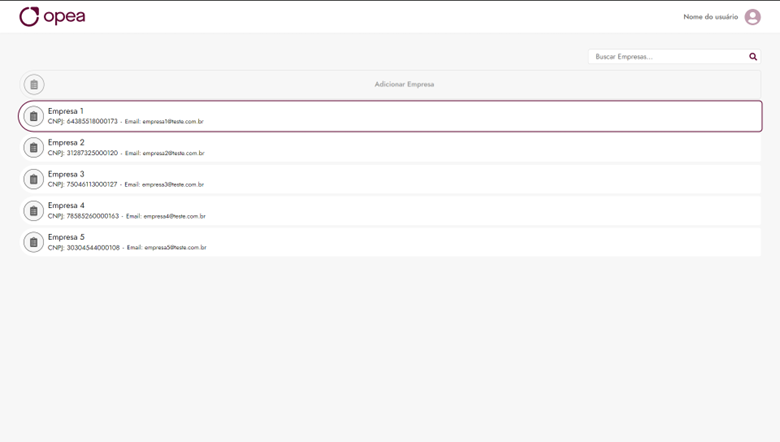 opea
Nome do usuário
Buscar Empresas...
Adicionar Empresa
Empresa 1
CNPJ: 64385518000173 - Email: empresa1@teste.com.br
Empresa 2
CNPJ: 31287325000120 - Email: empresa2@teste.com.br
Empresa 3
CNPJ: 75046113000127 - Email: empresa3@teste.com.br
Empresa 4
CNPJ: 78585260000163 - Email: empresa4@teste.com.br
Empresa 5
CNPJ: 30304544000108 - Email: empresa5@teste.com.br